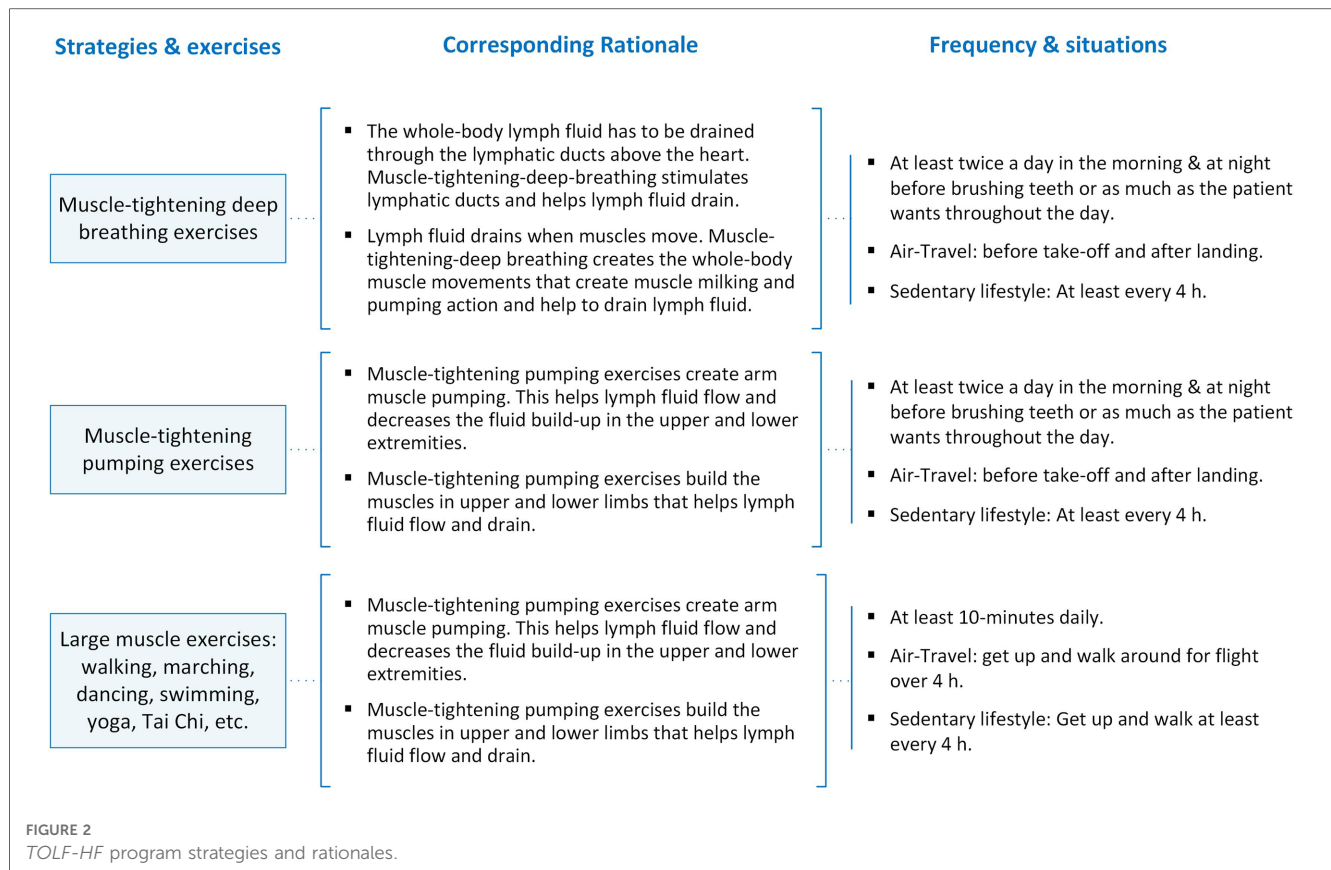 Strategies & exercises
Corresponding Rationale
Frequency & situations
Muscle-tightening deep
breathing exercises
▪ The whole-body lymph fluid has to be drained
through the lymphatic ducts above the heart.
Muscle-tightening-deep-breathing stimulates
lymphatic ducts and helps lymph fluid drain.
▪ Lymph fluid drains when muscles move. Muscle-
tightening-deep breathing creates the whole-body
muscle movements that create muscle milking and
pumping action and help to drain lymph fluid.
▪ At least twice a day in the morning & at night
before brushing teeth or as much as the patient
wants throughout the day.
▪ Air-Travel: before take-off and after landing.
▪ Sedentary lifestyle: At least every 4 h.
Muscle-tightening
pumping exercises
▪ Muscle-tightening pumping exercises create arm
muscle pumping. This helps lymph fluid flow and
decreases the fluid build-up in the upper and lower
extremities.
▪ Muscle-tightening pumping exercises build the
muscles in upper and lower limbs that helps lymph
fluid flow and drain.
▪ At least twice a day in the morning & at night
before brushing teeth or as much as the patient
wants throughout the day.
▪ Air-Travel: before take-off and after landing.
▪ Sedentary lifestyle: At least every 4 h.
Large muscle exercises:
walking, marching,
dancing, swimming,
yoga, Tai Chi, etc.
▪ Muscle-tightening pumping exercises create arm
muscle pumping. This helps lymph fluid flow and
decreases the fluid build-up in the upper and lower
extremities.
▪ Muscle-tightening pumping exercises build the
muscles in upper and lower limbs that helps lymph
fluid flow and drain.
▪ At least 10-minutes daily.
▪ Air-Travel: get up and walk around for flight
over 4 h.
▪ Sedentary lifestyle: Get up and walk at least
every 4 h.
FIGURE 2
TOLF-HF program strategies and rationales.